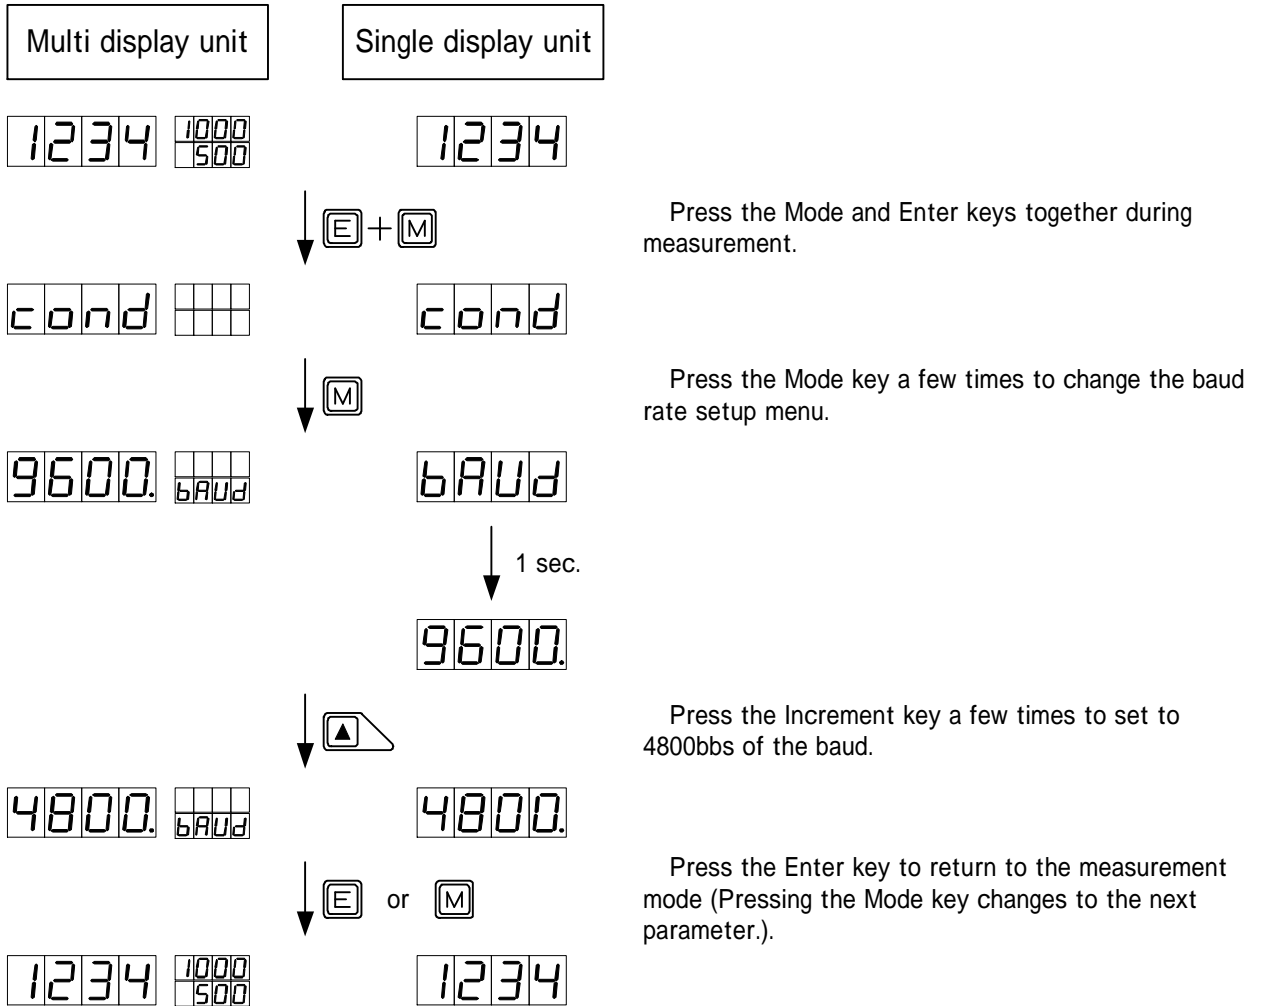 Multi display unit
Single display unit
1234 1000 1234
500
E + M
Press the Mode and Enter keys together during
measurement.
cond cond
M
Press the Mode key a few times to change the baud
rate setup menu.
9600. bAUd bAUd
1 sec.
9600.
▲
Press the Increment key a few times to set to
4800bbs of the baud.
4800. bAUd 4800.
E or M
Press the Enter key to return to the measurement
mode (Pressing the Mode key changes to the next
parameter.).
1234 1000 1234
500